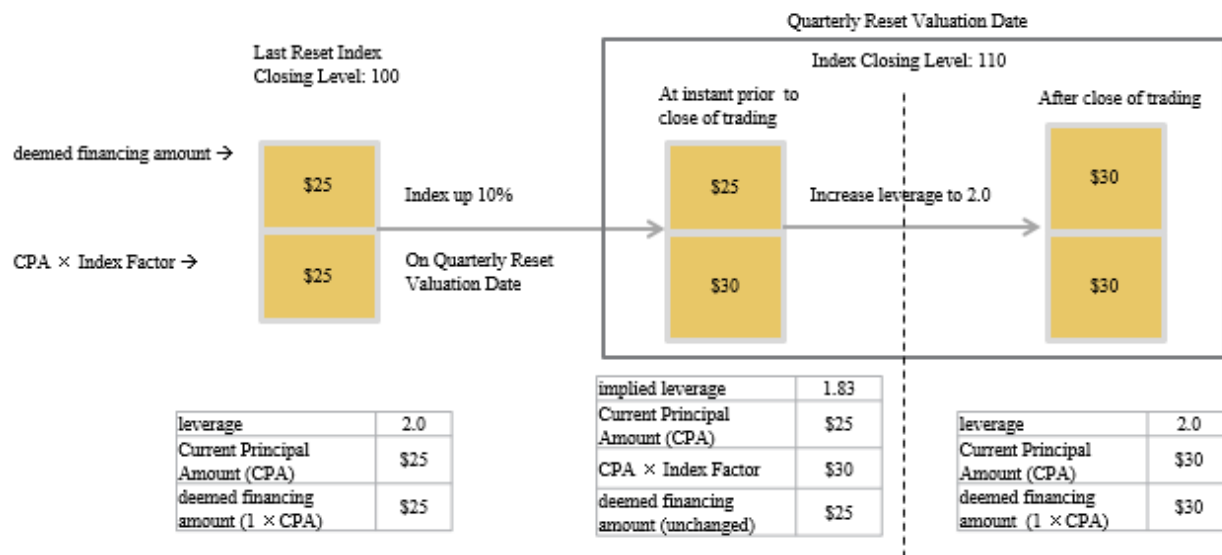 Quarterly Reset Valuation Date
Last Reset Index
Closing Level: 100
Index Closing Level: 110
At instant prior to
close of trading
After close of trading
deemed financing amount →
$25
Index up 10%
$25
Increase leverage to 2.0
$30
CPA × Index Factor →
$25
On Quarterly Reset
Valuation Date
$30
$30
leverage 2.0
Current Principal
Amount (CPA) $25
deemed financing
amount (1 × CPA) $25
implied leverage 1.83
Current Principal
Amount (CPA) $25
CPA × Index Factor $30
deemed financing
amount (unchanged) $25
leverage 2.0
Current Principal
Amount (CPA) $30
deemed financing
amount (1 × CPA) $30